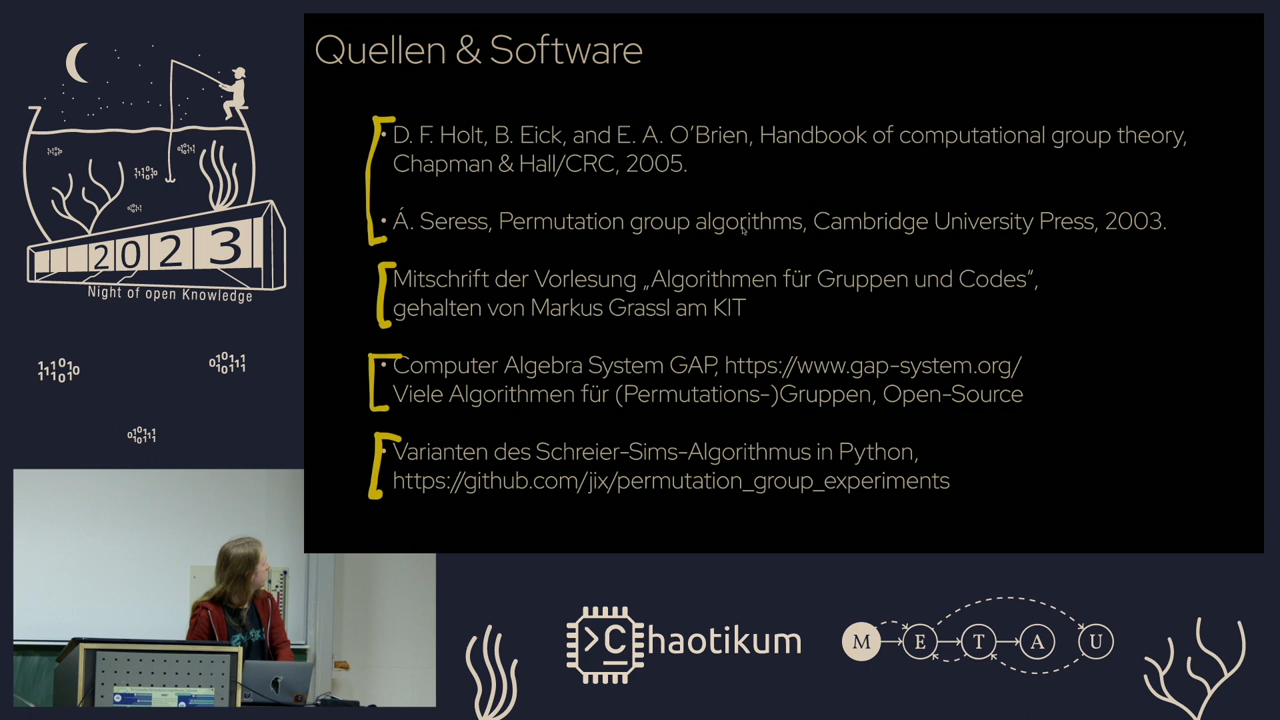 Quellen & Software
• D. F. Holt, B. Eick, and E. A. O’Brien, Handbook of computational group theory,
Chapman & Hall/CRC, 2005.
• Á. Seress, Permutation group algorithms, Cambridge University Press, 2003.
Mitschrift der Vorlesung „Algorithmen für Gruppen und Codes“,
gehalten von Markus Grassl am KIT
• Computer Algebra System GAP, https://www.gap-system.org/
Viele Algorithmen für (Permutations-)Gruppen, Open-Source
• Varianten des Schreier-Sims-Algorithmus in Python,
https://github.com/jix/permutation_group_experiments
2023
Night of open Knowledge
>C haotikum
M E T A U